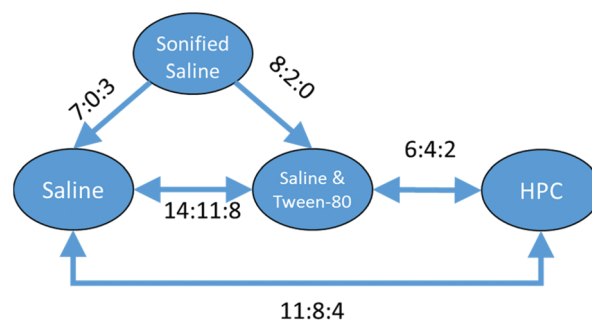 Sonified
Saline
7:0:3
8:2:0
6:4:2
Saline
Saline &
Tween-80
HPC
14:11:8
11:8:4